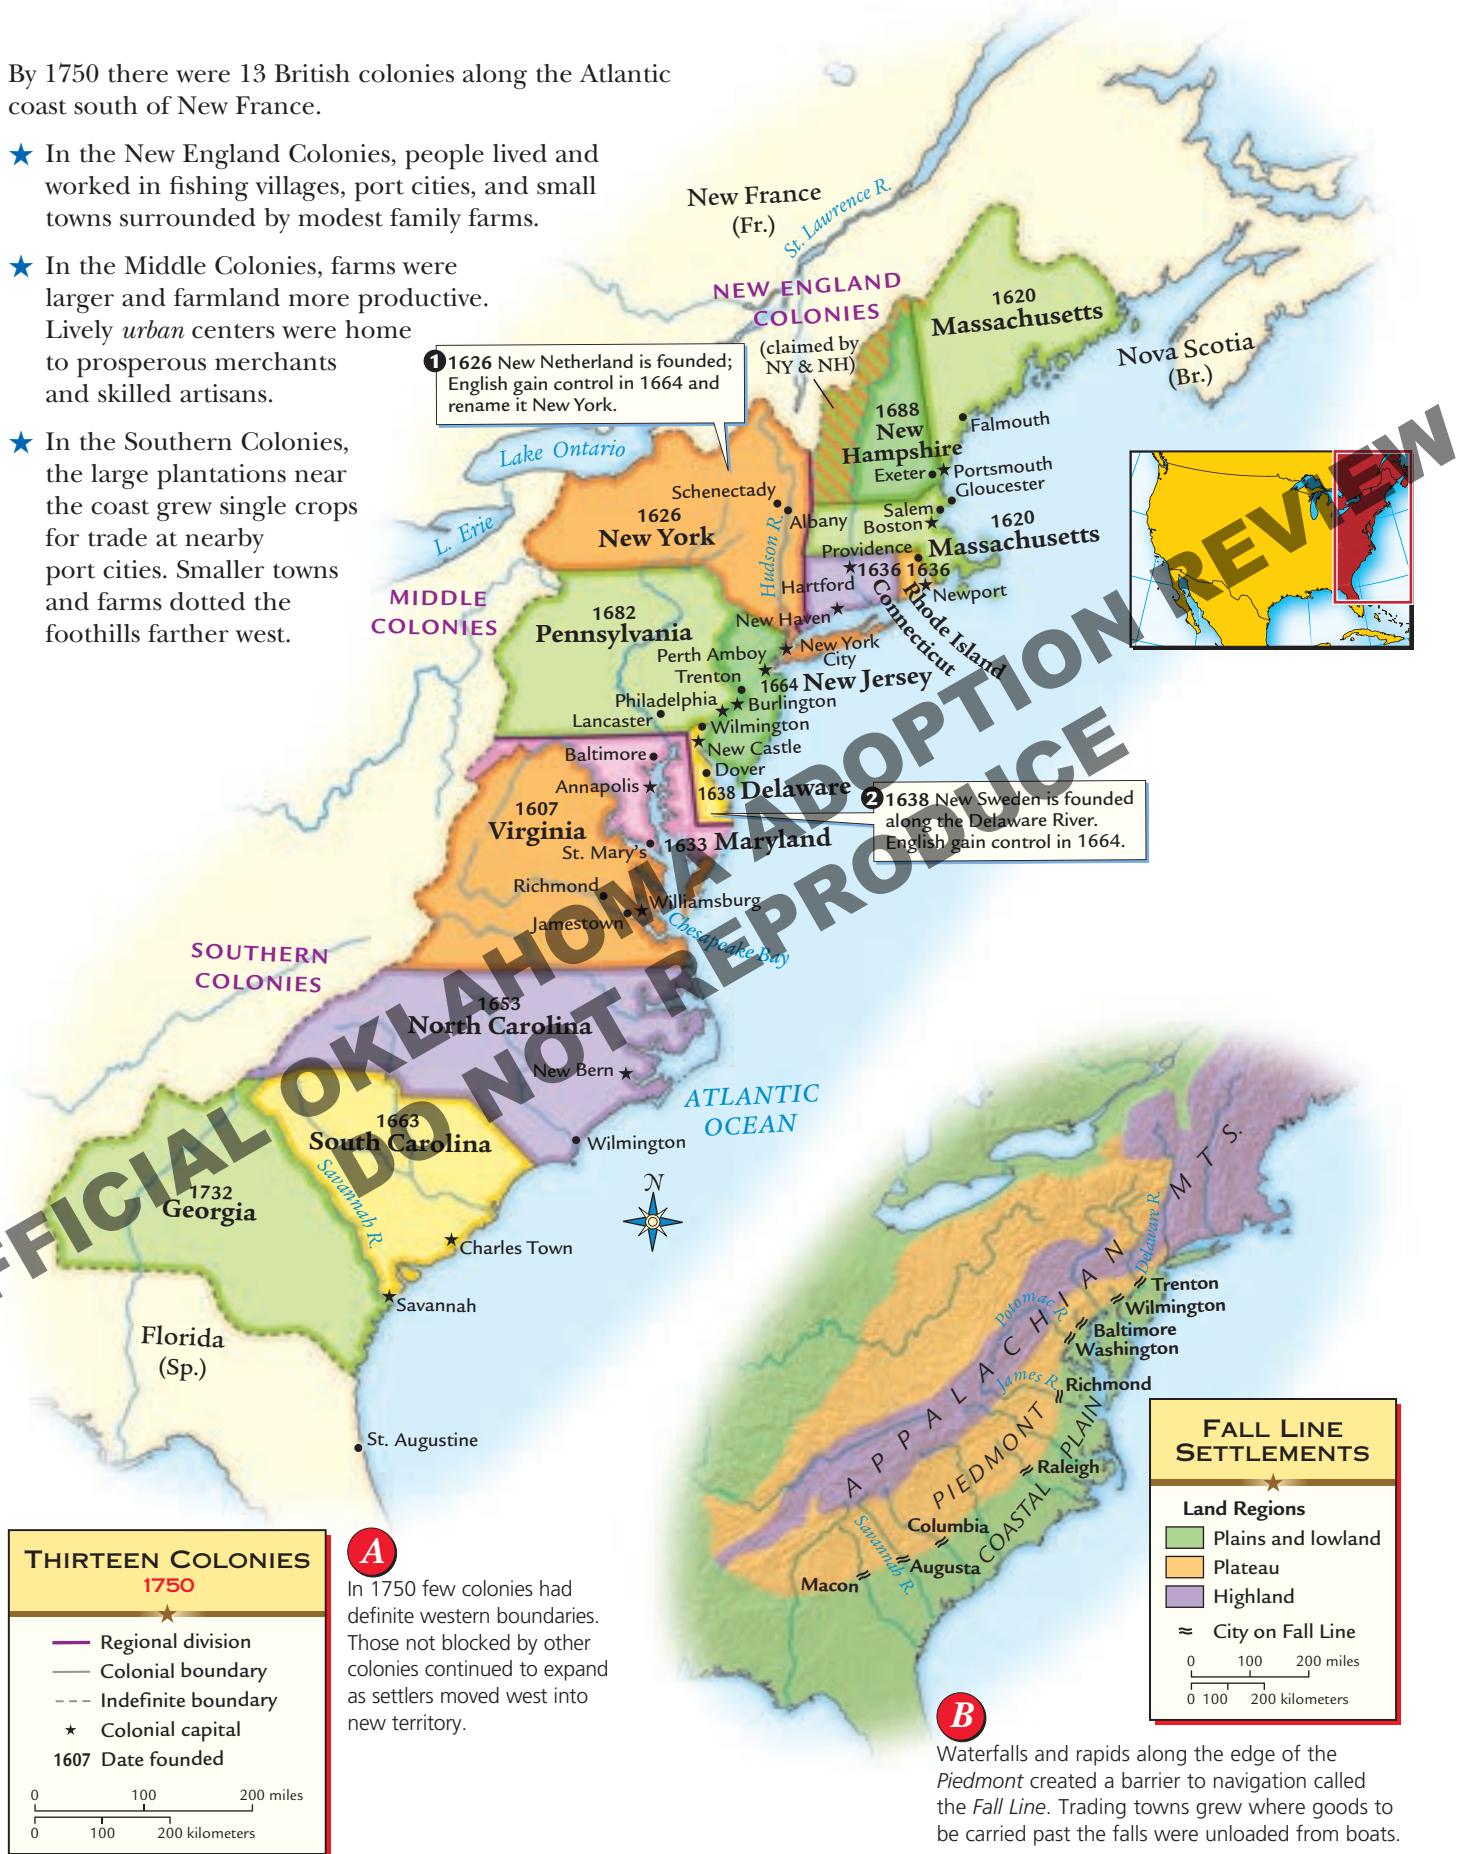 By 1750 there were 13 British colonies along the Atlantic
coast south of New France.
★ In the New England Colonies, people lived and
worked in fishing villages, port cities, and small
towns surrounded by modest family farms.
★ In the Middle Colonies, farms were
larger and farmland more productive.
Lively urban centers were home
to prosperous merchants
and skilled artisans.
★ In the Southern Colonies,
the large plantations near
the coast grew single crops
for trade at nearby
port cities. Smaller towns
and farms dotted the
foothills farther west.
New France
(Fr.)
St. Lawrence R.
NEW ENGLAND
COLONIES
(claimed by
NY & NH)
1620
Massachusetts
Nova Scotia
(Br.)
1 1626 New Netherland is founded;
English gain control in 1664 and
rename it New York.
1688
New
Hampshire
Falmouth
Exeter
Portsmouth
Gloucester
Lake Ontario
L. Erie
Schenectady
Albany
1626
New York
Hudson R.
Salem
Boston
1620
Massachusetts
Providence
Hartford
1636
1636
Newport
Connecticut
Rhode Island
New Haven
MIDDLE
COLONIES
1682
Pennsylvania
New York
City
Perth Amboy
Trenton
1664 New Jersey
Philadelphia
Burlington
Lancaster
Wilmington
New Castle
Baltimore
Dover
Annapolis
1638 Delaware
2 1638 New Sweden is founded
along the Delaware River.
English gain control in 1664.
1607
Virginia
St. Mary's
1633 Maryland
Richmond
Williamsburg
Jamestown
Chesapeake Bay
SOUTHERN
COLONIES
1653
North Carolina
New Bern
ATLANTIC
OCEAN
Wilmington
N
1663
South Carolina
Savannah R.
1732
Georgia
Charles Town
Savannah
Florida
(Sp.)
St. Augustine
OFFICIAL OKLAHOMA ADOPTION REVIEW
DO NOT REPRODUCE
THIRTEEN COLONIES
1750
Regional division
Colonial boundary
Indefinite boundary
★ Colonial capital
1607 Date founded
0 100 200 miles
0 100 200 kilometers
A
In 1750 few colonies had
definite western boundaries.
Those not blocked by other
colonies continued to expand
as settlers moved west into
new territory.
APPALACHIAN MTS.
Delaware R.
Trenton
Wilmington
Potomac R.
Baltimore
Washington
James R.
Richmond
PIEDMONT
COASTAL PLAIN
Raleigh
Columbia
Savannah R.
Augusta
Macon
FALL LINE
SETTLEMENTS
Land Regions
Plains and lowland
Plateau
Highland
≈ City on Fall Line
0 100 200 miles
0 100 200 kilometers
B
Waterfalls and rapids along the edge of the
Piedmont created a barrier to navigation called
the Fall Line. Trading towns grew where goods to
be carried past the falls were unloaded from boats.